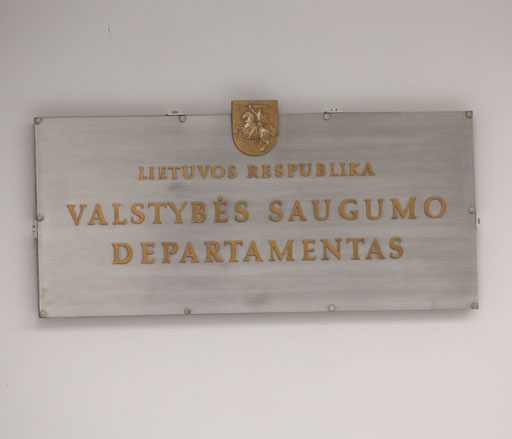 LIETUVOS RESPUBLIKA
VALSTYBĖS SAUGUMO
DEPARTAMENTAS